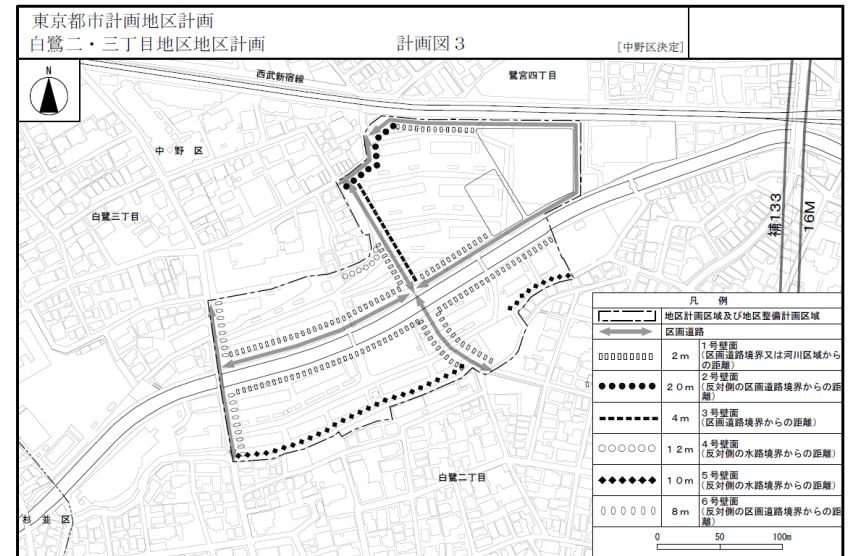 東京都市計画地区計画
白鷺二・三丁目地区地区計画
計画図3
[中野区決定]
N
西武新宿線
鷺宮四丁目
中野区
白鷺三丁目
補133
16M
凡 例
地区計画区域及び地区整備計画区域
区画道路
2m
1号壁面
(区画道路境界又は河川区域から
の距離)
20m
2号壁面
(反対側の区画道路境界からの距
離)
4m
3号壁面
(区画道路境界からの距離)
12m
4号壁面
(反対側の水路境界からの距離)
10m
5号壁面
(反対側の水路境界からの距離)
8m
6号壁面
(反対側の区画道路境界からの距
離)
白鷺二丁目
杉並区
0 50 100m